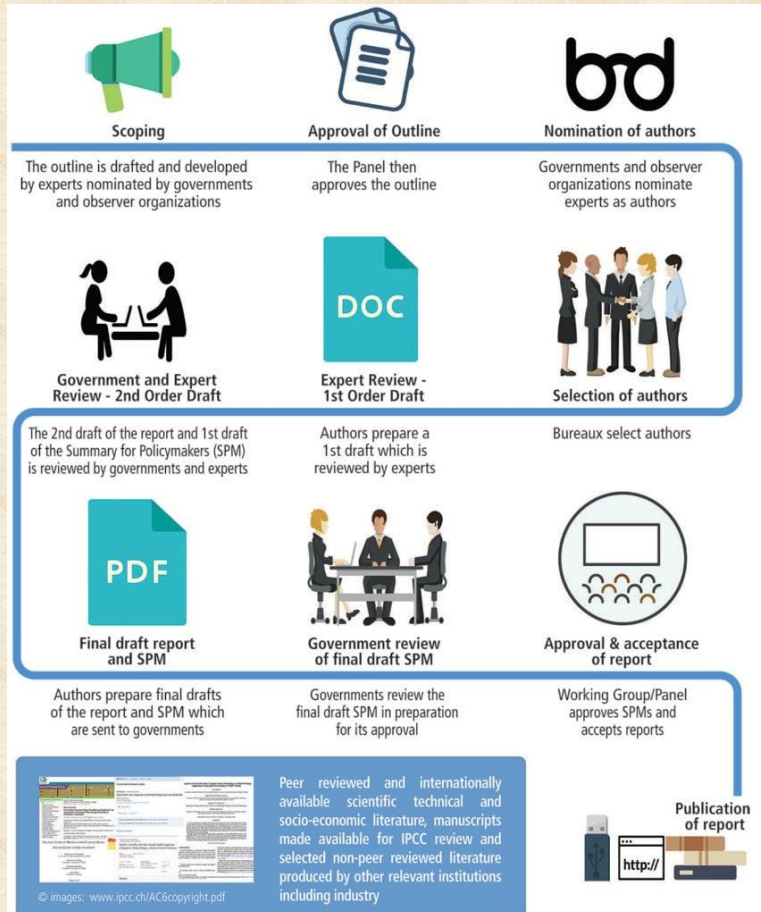 Scoping
The outline is drafted and developed
by experts nominated by governments
and observer organizations
Approval of Outline
The Panel then
approves the outline
Nomination of authors
Governments and observer
organizations nominate
experts as authors
Selection of authors
Bureaux select authors
DOC
Expert Review -
1st Order Draft
Authors prepare a
1st draft which is
reviewed by experts
Government and Expert
Review - 2nd Order Draft
The 2nd draft of the report and 1st draft
of the Summary for Policymakers (SPM)
is reviewed by governments and experts
PDF
Final draft report
and SPM
Authors prepare final drafts
of the report and SPM which
are sent to governments
Government review
of final draft SPM
Governments review the
final draft SPM in preparation
for its approval
Approval & acceptance
of report
Working Group/Panel
approves SPMs and
accepts reports
Publication
of report
http://
Peer reviewed and internationally
available scientific technical and
socio-economic literature, manuscripts
made available for IPCC review and
selected non-peer reviewed literature
produced by other relevant institutions
including industry
© images: www.ipcc.ch/AC6copyright.pdf